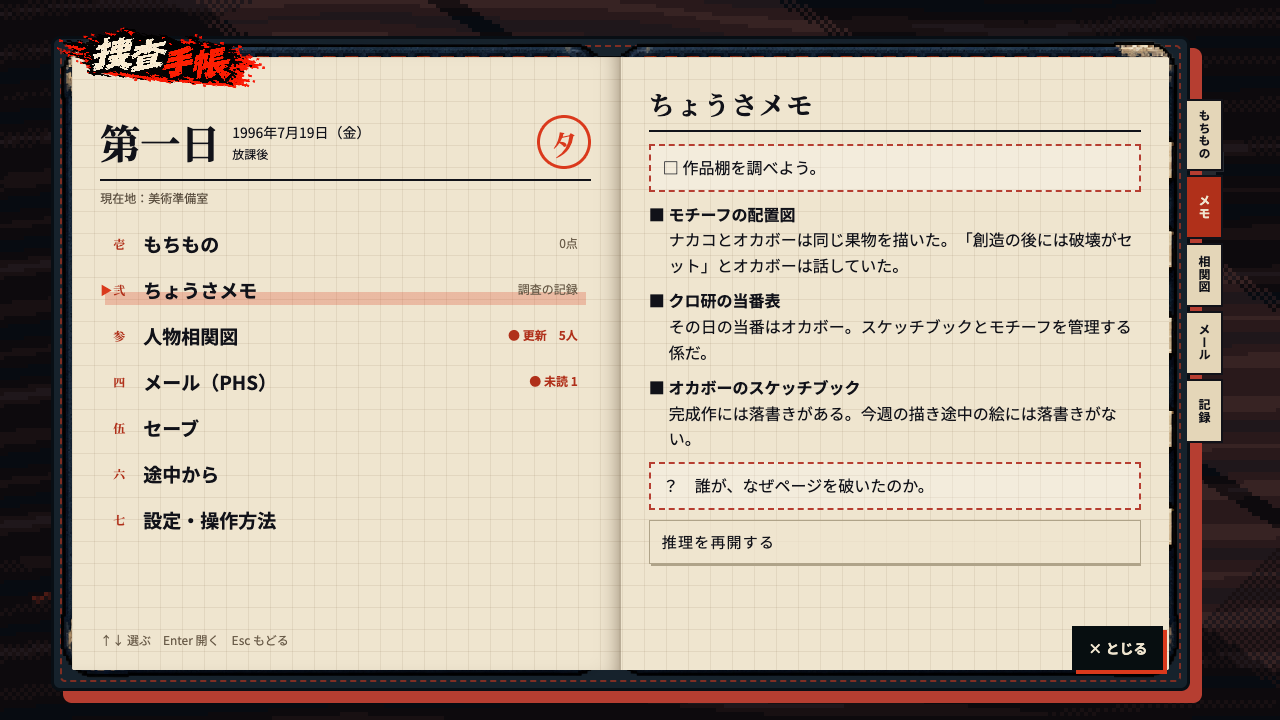 捜査手帳
第一日
1996年7月19日（金）
放課後
夕
現在地：美術準備室
壱 もちもの 0点
▶弐 ちょうさメモ 調査の記録
参 人物相関図 ●更新 5人
四 メール（PHS） ●未読 1
伍 セーブ
六 途中から
七 設定・操作方法
↑↓ 選ぶ Enter 開く Esc もどる
ちょうさメモ
□ 作品棚を調べよう。
■ モチーフの配置図
ナカコとオカボーは同じ果物を描いた。「創造の後には破壊がセ
ット」とオカボーは話していた。
■ クロ研の当番表
その日の当番はオカボー。スケッチブックとモチーフを管理する
係だ。
■ オカボーのスケッチブック
完成作には落書きがある。今週の描き途中の絵には落書きがな
い。
？ 誰が、なぜページを破いたのか。
推理を再開する
× とじる
もちもの
メモ
相関図
メール
記録